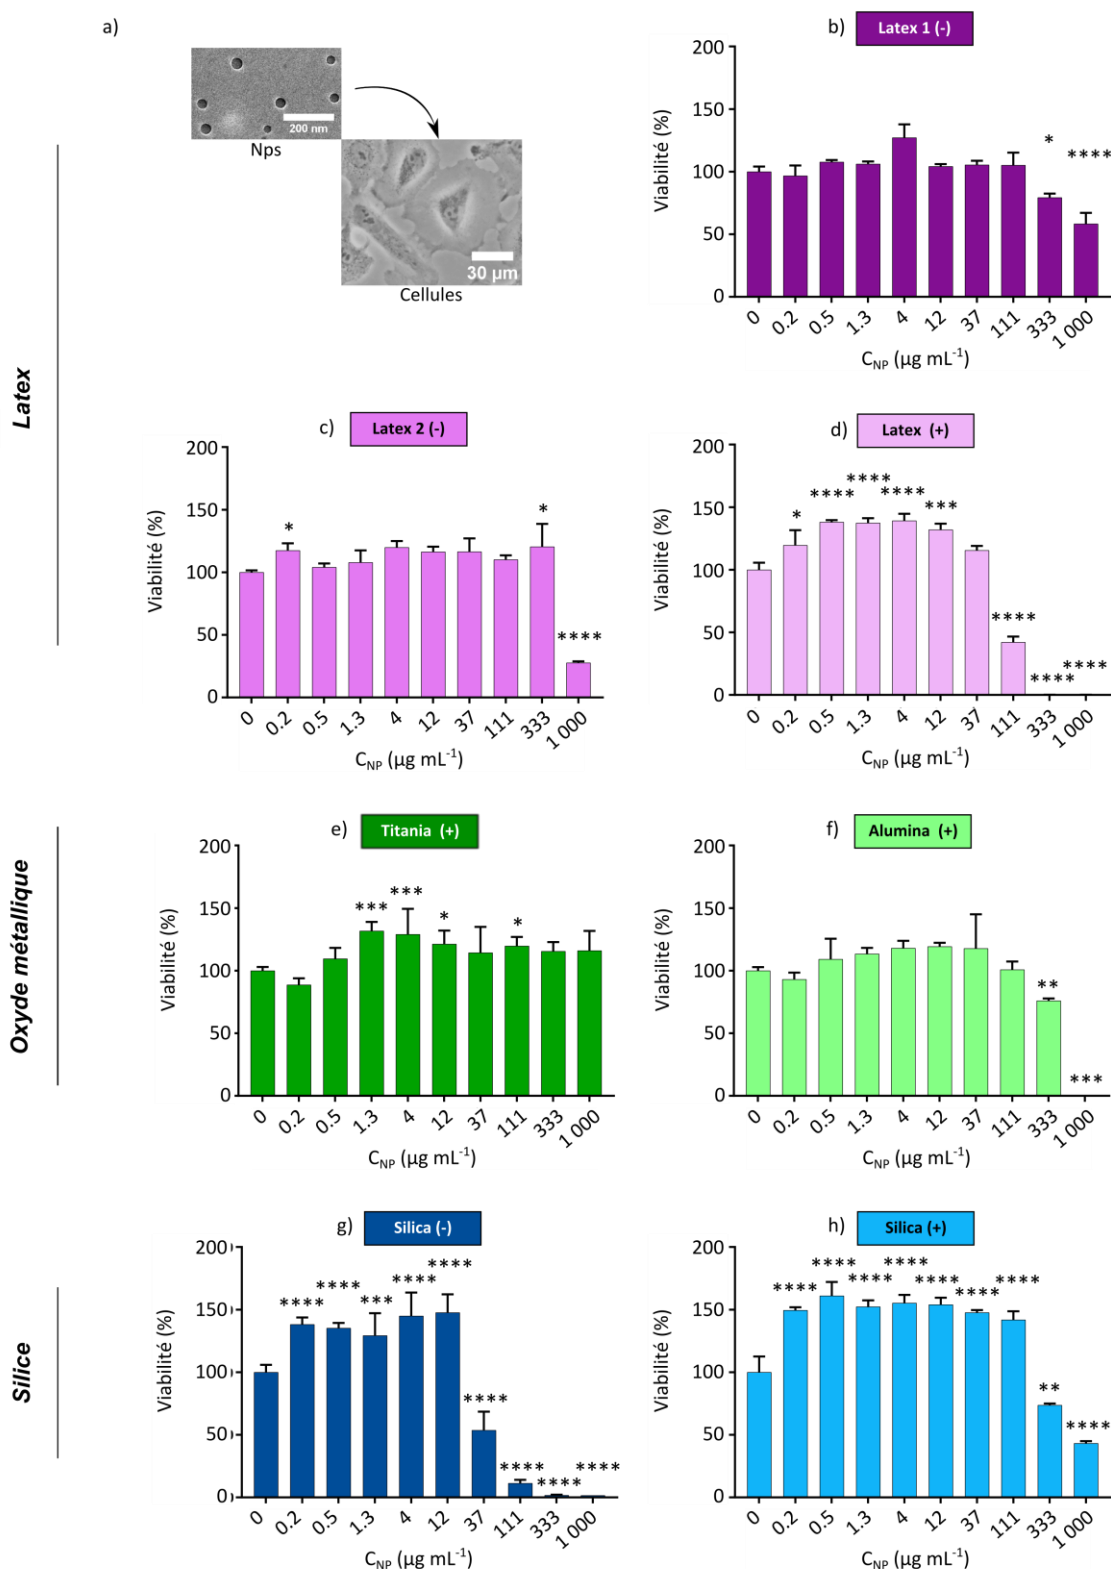 a)
200 nm
Nps
30 µm
Cellules
Latex
b) Latex 1 (-)
Viabilité (%)
200
150
100
50
0
* ****
0 0.2 0.5 1.3 4 12 37 111 333 1 000
C_NP (µg mL⁻¹)
c) Latex 2 (-)
Viabilité (%)
200
150
100
50
0
* * ****
0 0.2 0.5 1.3 4 12 37 111 333 1 000
C_NP (µg mL⁻¹)
d) Latex (+)
Viabilité (%)
200
150
100
50
0
* **** **** **** *** **** **** ****
0 0.2 0.5 1.3 4 12 37 111 333 1 000
C_NP (µg mL⁻¹)
Oxyde métallique
e) Titania (+)
Viabilité (%)
200
150
100
50
0
*** *** * *
0 0.2 0.5 1.3 4 12 37 111 333 1 000
C_NP (µg mL⁻¹)
f) Alumina (+)
Viabilité (%)
200
150
100
50
0
** ***
0 0.2 0.5 1.3 4 12 37 111 333 1 000
C_NP (µg mL⁻¹)
Silice
g) Silica (-)
Viabilité (%)
200
150
100
50
0
**** **** *** **** **** **** **** **** ****
0 0.2 0.5 1.3 4 12 37 111 333 1 000
C_NP (µg mL⁻¹)
h) Silica (+)
Viabilité (%)
200
150
100
50
0
**** **** **** **** **** **** **** ** ****
0 0.2 0.5 1.3 4 12 37 111 333 1 000
C_NP (µg mL⁻¹)